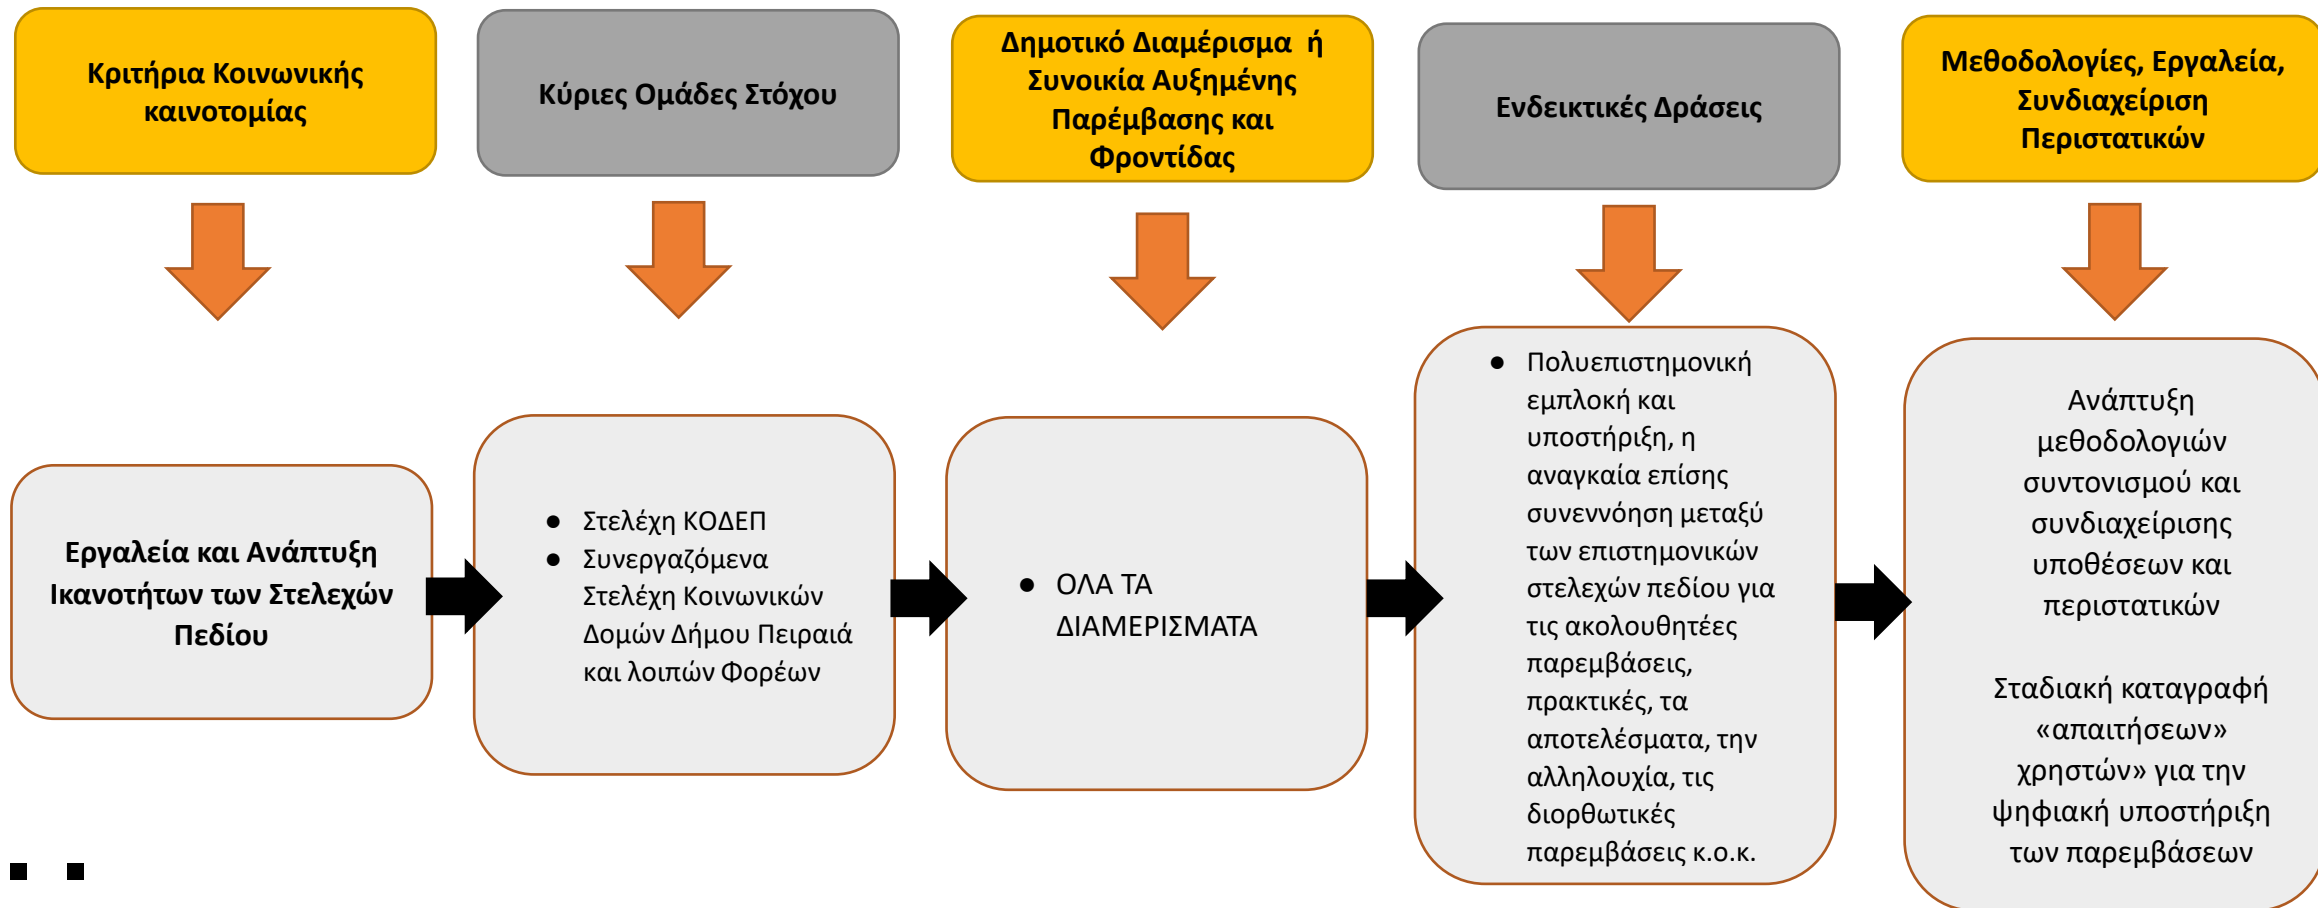 Κριτήρια Κοινωνικής
καινοτομίας
Κύριες Ομάδες Στόχου
Δημοτικό Διαμέρισμα ή
Συνοικία Αυξημένης
Παρέμβασης και
Φροντίδας
Ενδεικτικές Δράσεις
Μεθοδολογίες, Εργαλεία,
Συνδιαχείριση
Περιστατικών
Εργαλεία και Ανάπτυξη
Ικανοτήτων των Στελεχών
Πεδίου
● Στελέχη ΚΟΔΕΠ
● Συνεργαζόμενα
Στελέχη Κοινωνικών
Δομών Δήμου Πειραιά
και λοιπών Φορέων
● ΟΛΑ ΤΑ
ΔΙΑΜΕΡΙΣΜΑΤΑ
● Πολυεπιστημονική
εμπλοκή και
υποστήριξη, η
αναγκαία επίσης
συνεννόηση μεταξύ
των επιστημονικών
στελεχών πεδίου για
τις ακολουθητέες
παρεμβάσεις,
πρακτικές, τα
αποτελέσματα, την
αλληλουχία, τις
διορθωτικές
παρεμβάσεις κ.ο.κ.
Ανάπτυξη
μεθοδολογιών
συντονισμού και
συνδιαχείρισης
υποθέσεων και
περιστατικών
Σταδιακή καταγραφή
«απαιτήσεων»
χρηστών» για την
ψηφιακή υποστήριξη
των παρεμβάσεων